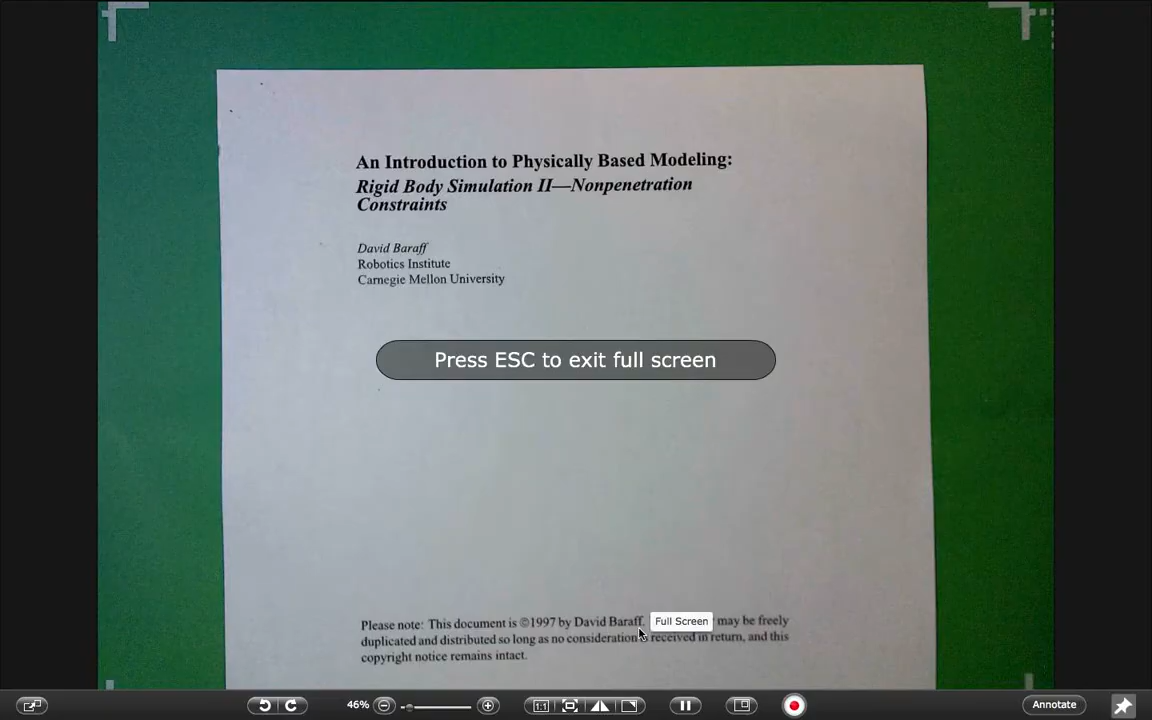 An Introduction to Physically Based Modeling:
Rigid Body Simulation II—Nonpenetration
Constraints
David Baraff
Robotics Institute
Carnegie Mellon University
Press ESC to exit full screen
Please note: This document is ©1997 by David Baraff. Full Screen may be freely
duplicated and distributed so long as no consideration is received in return, and this
copyright notice remains intact.
46% 1:1 Annotate